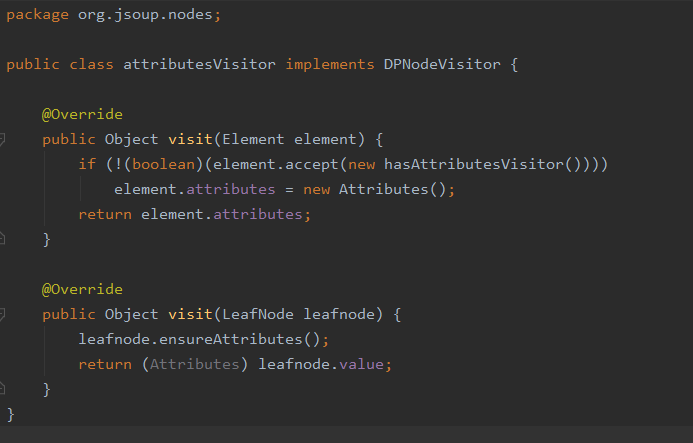 package org.jsoup.nodes;
public class attributesVisitor implements DPNodeVisitor {
@Override
public Object visit(Element element) {
if (!(boolean)(element.accept(new hasAttributesVisitor())))
element.attributes = new Attributes();
return element.attributes;
}
@Override
public Object visit(LeafNode leafnode) {
leafnode.ensureAttributes();
return (Attributes) leafnode.value;
}
}